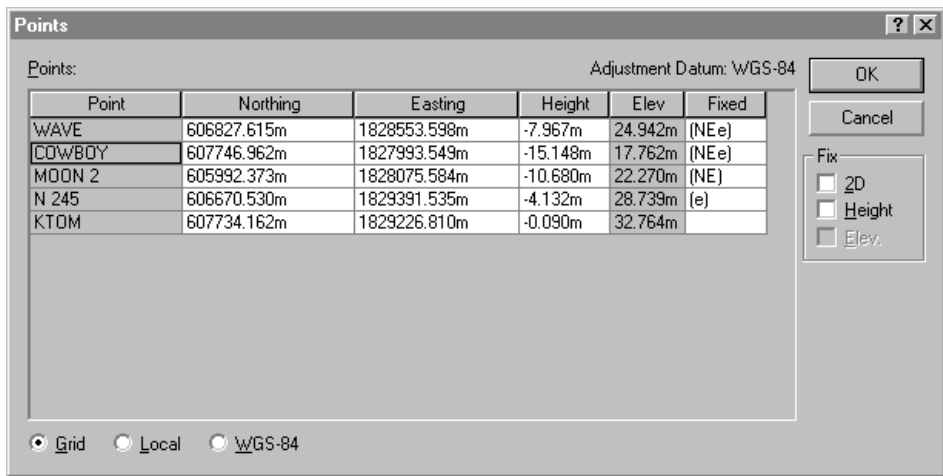 Points
Points: Adjustment Datum: WGS-84
OK
Cancel
Point Northing Easting Height Elev Fixed
WAVE 606827.615m 1828553.598m -7.967m 24.942m (NEe)
COWBOY 607746.962m 1827993.549m -15.148m 17.762m (NEe)
MOON 2 605992.373m 1828075.584m -10.680m 22.270m (NE)
N 245 606670.530m 1829391.535m -4.132m 28.739m (e)
KTOM 607734.162m 1829226.810m -0.090m 32.764m
Fix
2D
Height
Elev.
Grid Local WGS-84